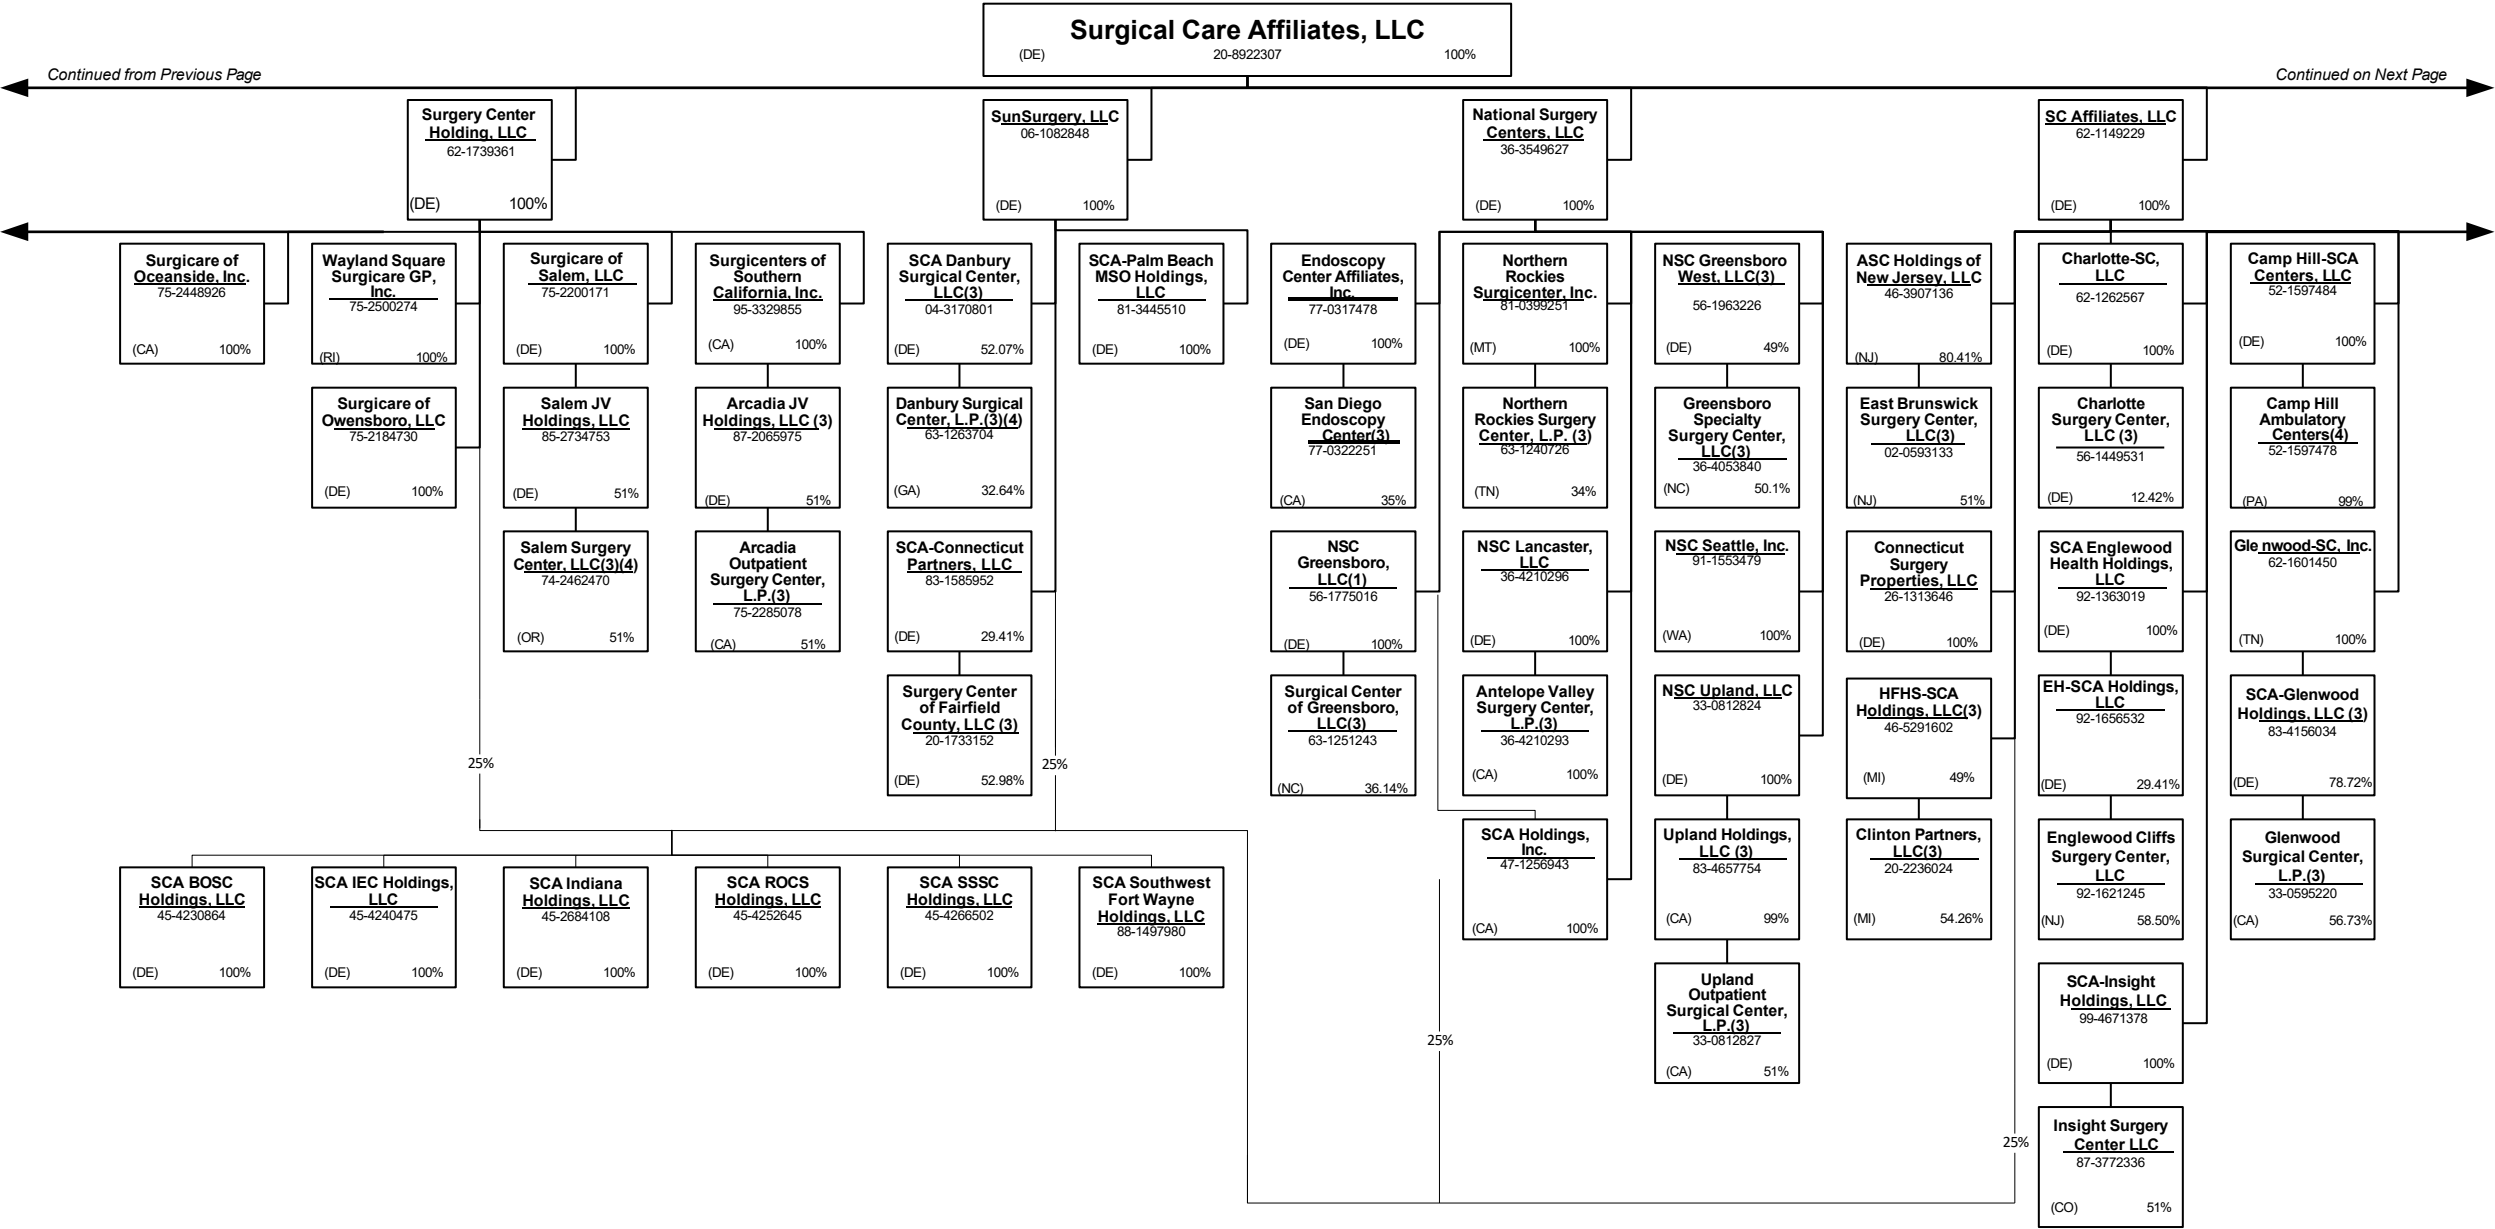 Surgical Care Affiliates, LLC
(DE) 20-8922307 100%
Continued from Previous Page
Continued on Next Page
Surgery Center
Holding, LLC
62-1739361
(DE) 100%
SunSurgery, LLC
06-1082848
(DE) 100%
National Surgery
Centers, LLC
36-3549627
(DE) 100%
SC Affiliates, LLC
62-1149229
(DE) 100%
Surgicare of
Oceanside, Inc.
75-2448926
(CA) 100%
Wayland Square
Surgicare GP,
Inc.
75-2500274
(RI) 100%
Surgicare of
Salem, LLC
75-2200171
(DE) 100%
Surgicenters of
Southern
California, Inc.
95-3329855
(CA) 100%
SCA Danbury
Surgical Center,
LLC(3)
04-3170801
(DE) 52.07%
SCA-Palm Beach
MSO Holdings,
LLC
81-3445510
(DE) 100%
Endoscopy
Center Affiliates,
Inc.
77-0317478
(DE) 100%
Northern
Rockies
Surgicenter, Inc.
81-0399251
(MT) 100%
NSC Greensboro
West, LLC(3)
56-1963226
(DE) 49%
ASC Holdings of
New Jersey, LLC
46-3907136
(NJ) 80.41%
Charlotte-SC,
LLC
62-1262567
(DE) 100%
Camp Hill-SCA
Centers, LLC
52-1597484
(DE) 100%
Surgicare of
Owensboro, LLC
75-2184730
(DE) 100%
Salem JV
Holdings, LLC
85-2734753
(DE) 51%
Arcadia JV
Holdings, LLC (3)
87-2065975
(DE) 51%
Danbury Surgical
Center, L.P.(3)(4)
63-1263704
(GA) 32.64%
San Diego
Endoscopy
Center(3)
77-0322251
(CA) 35%
Northern
Rockies Surgery
Center, L.P. (3)
63-1240726
(TN) 34%
Greensboro
Specialty
Surgery Center,
LLC(3)
36-4053840
(NC) 50.1%
East Brunswick
Surgery Center,
LLC(3)
02-0593133
(NJ) 51%
Charlotte
Surgery Center,
LLC (3)
56-1449531
(DE) 12.42%
Camp Hill
Ambulatory
Centers(4)
52-1597478
(PA) 99%
Salem Surgery
Center, LLC(3)(4)
74-2462470
(OR) 51%
Arcadia
Outpatient
Surgery Center,
L.P.(3)
75-2285078
(CA) 51%
SCA-Connecticut
Partners, LLC
83-1585952
(DE) 29.41%
NSC
Greensboro,
LLC(1)
56-1775016
(DE) 100%
NSC Lancaster,
LLC
36-4210296
(DE) 100%
NSC Seattle, Inc.
91-1553479
(WA) 100%
Connecticut
Surgery
Properties, LLC
26-1313646
(DE) 100%
SCA Englewood
Health Holdings,
LLC
92-1363019
(DE) 100%
Glenwood-SC, Inc.
62-1601450
(TN) 100%
Surgery Center
of Fairfield
County, LLC (3)
20-1733152
(DE) 52.98%
Surgical Center
of Greensboro,
LLC(3)
63-1251243
(NC) 36.14%
Antelope Valley
Surgery Center,
L.P.(3)
36-4210293
(CA) 100%
NSC Upland, LLC
33-0812824
(DE) 100%
HFHS-SCA
Holdings, LLC(3)
46-5291602
(MI) 49%
EH-SCA Holdings,
LLC
92-1656532
(DE) 29.41%
SCA-Glenwood
Holdings, LLC (3)
83-4156034
(DE) 78.72%
25%
25%
SCA Holdings,
Inc.
47-1256943
(CA) 100%
Upland Holdings,
LLC (3)
83-4657754
(CA) 99%
Clinton Partners,
LLC(3)
20-2236024
(MI) 54.26%
Englewood Cliffs
Surgery Center,
LLC
92-1621245
(NJ) 58.50%
Glenwood
Surgical Center,
L.P.(3)
33-0595220
(CA) 56.73%
SCA BOSC
Holdings, LLC
45-4230864
(DE) 100%
SCA IEC Holdings,
LLC
45-4240475
(DE) 100%
SCA Indiana
Holdings, LLC
45-2684108
(DE) 100%
SCA ROCS
Holdings, LLC
45-4252645
(DE) 100%
SCA SSSC
Holdings, LLC
45-4266502
(DE) 100%
SCA Southwest
Fort Wayne
Holdings, LLC
88-1497980
(DE) 100%
Upland
Outpatient
Surgical Center,
L.P.(3)
33-0812827
(CA) 51%
SCA-Insight
Holdings, LLC
99-4671378
(DE) 100%
25%
25%
Insight Surgery
Center LLC
87-3772336
(CO) 51%